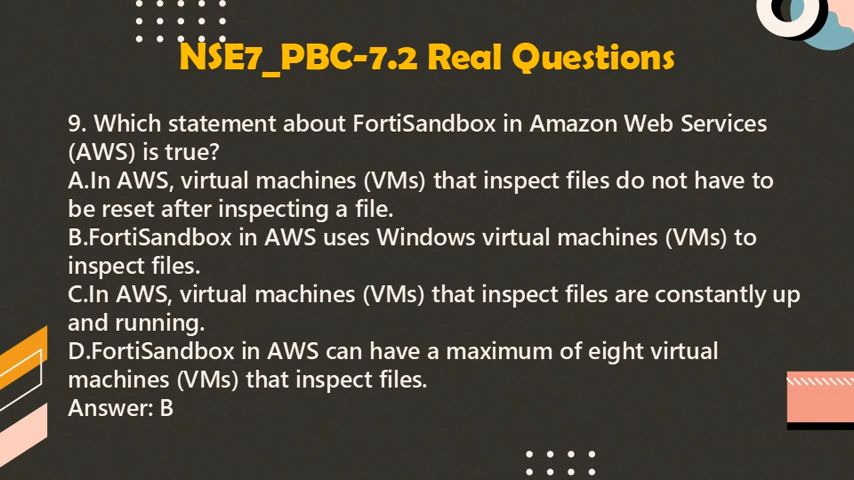 NSE7_PBC-7.2 Real Questions
9. Which statement about FortiSandbox in Amazon Web Services
(AWS) is true?
A.In AWS, virtual machines (VMs) that inspect files do not have to
be reset after inspecting a file.
B.FortiSandbox in AWS uses Windows virtual machines (VMs) to
inspect files.
C.In AWS, virtual machines (VMs) that inspect files are constantly up
and running.
D.FortiSandbox in AWS can have a maximum of eight virtual
machines (VMs) that inspect files.
Answer: B